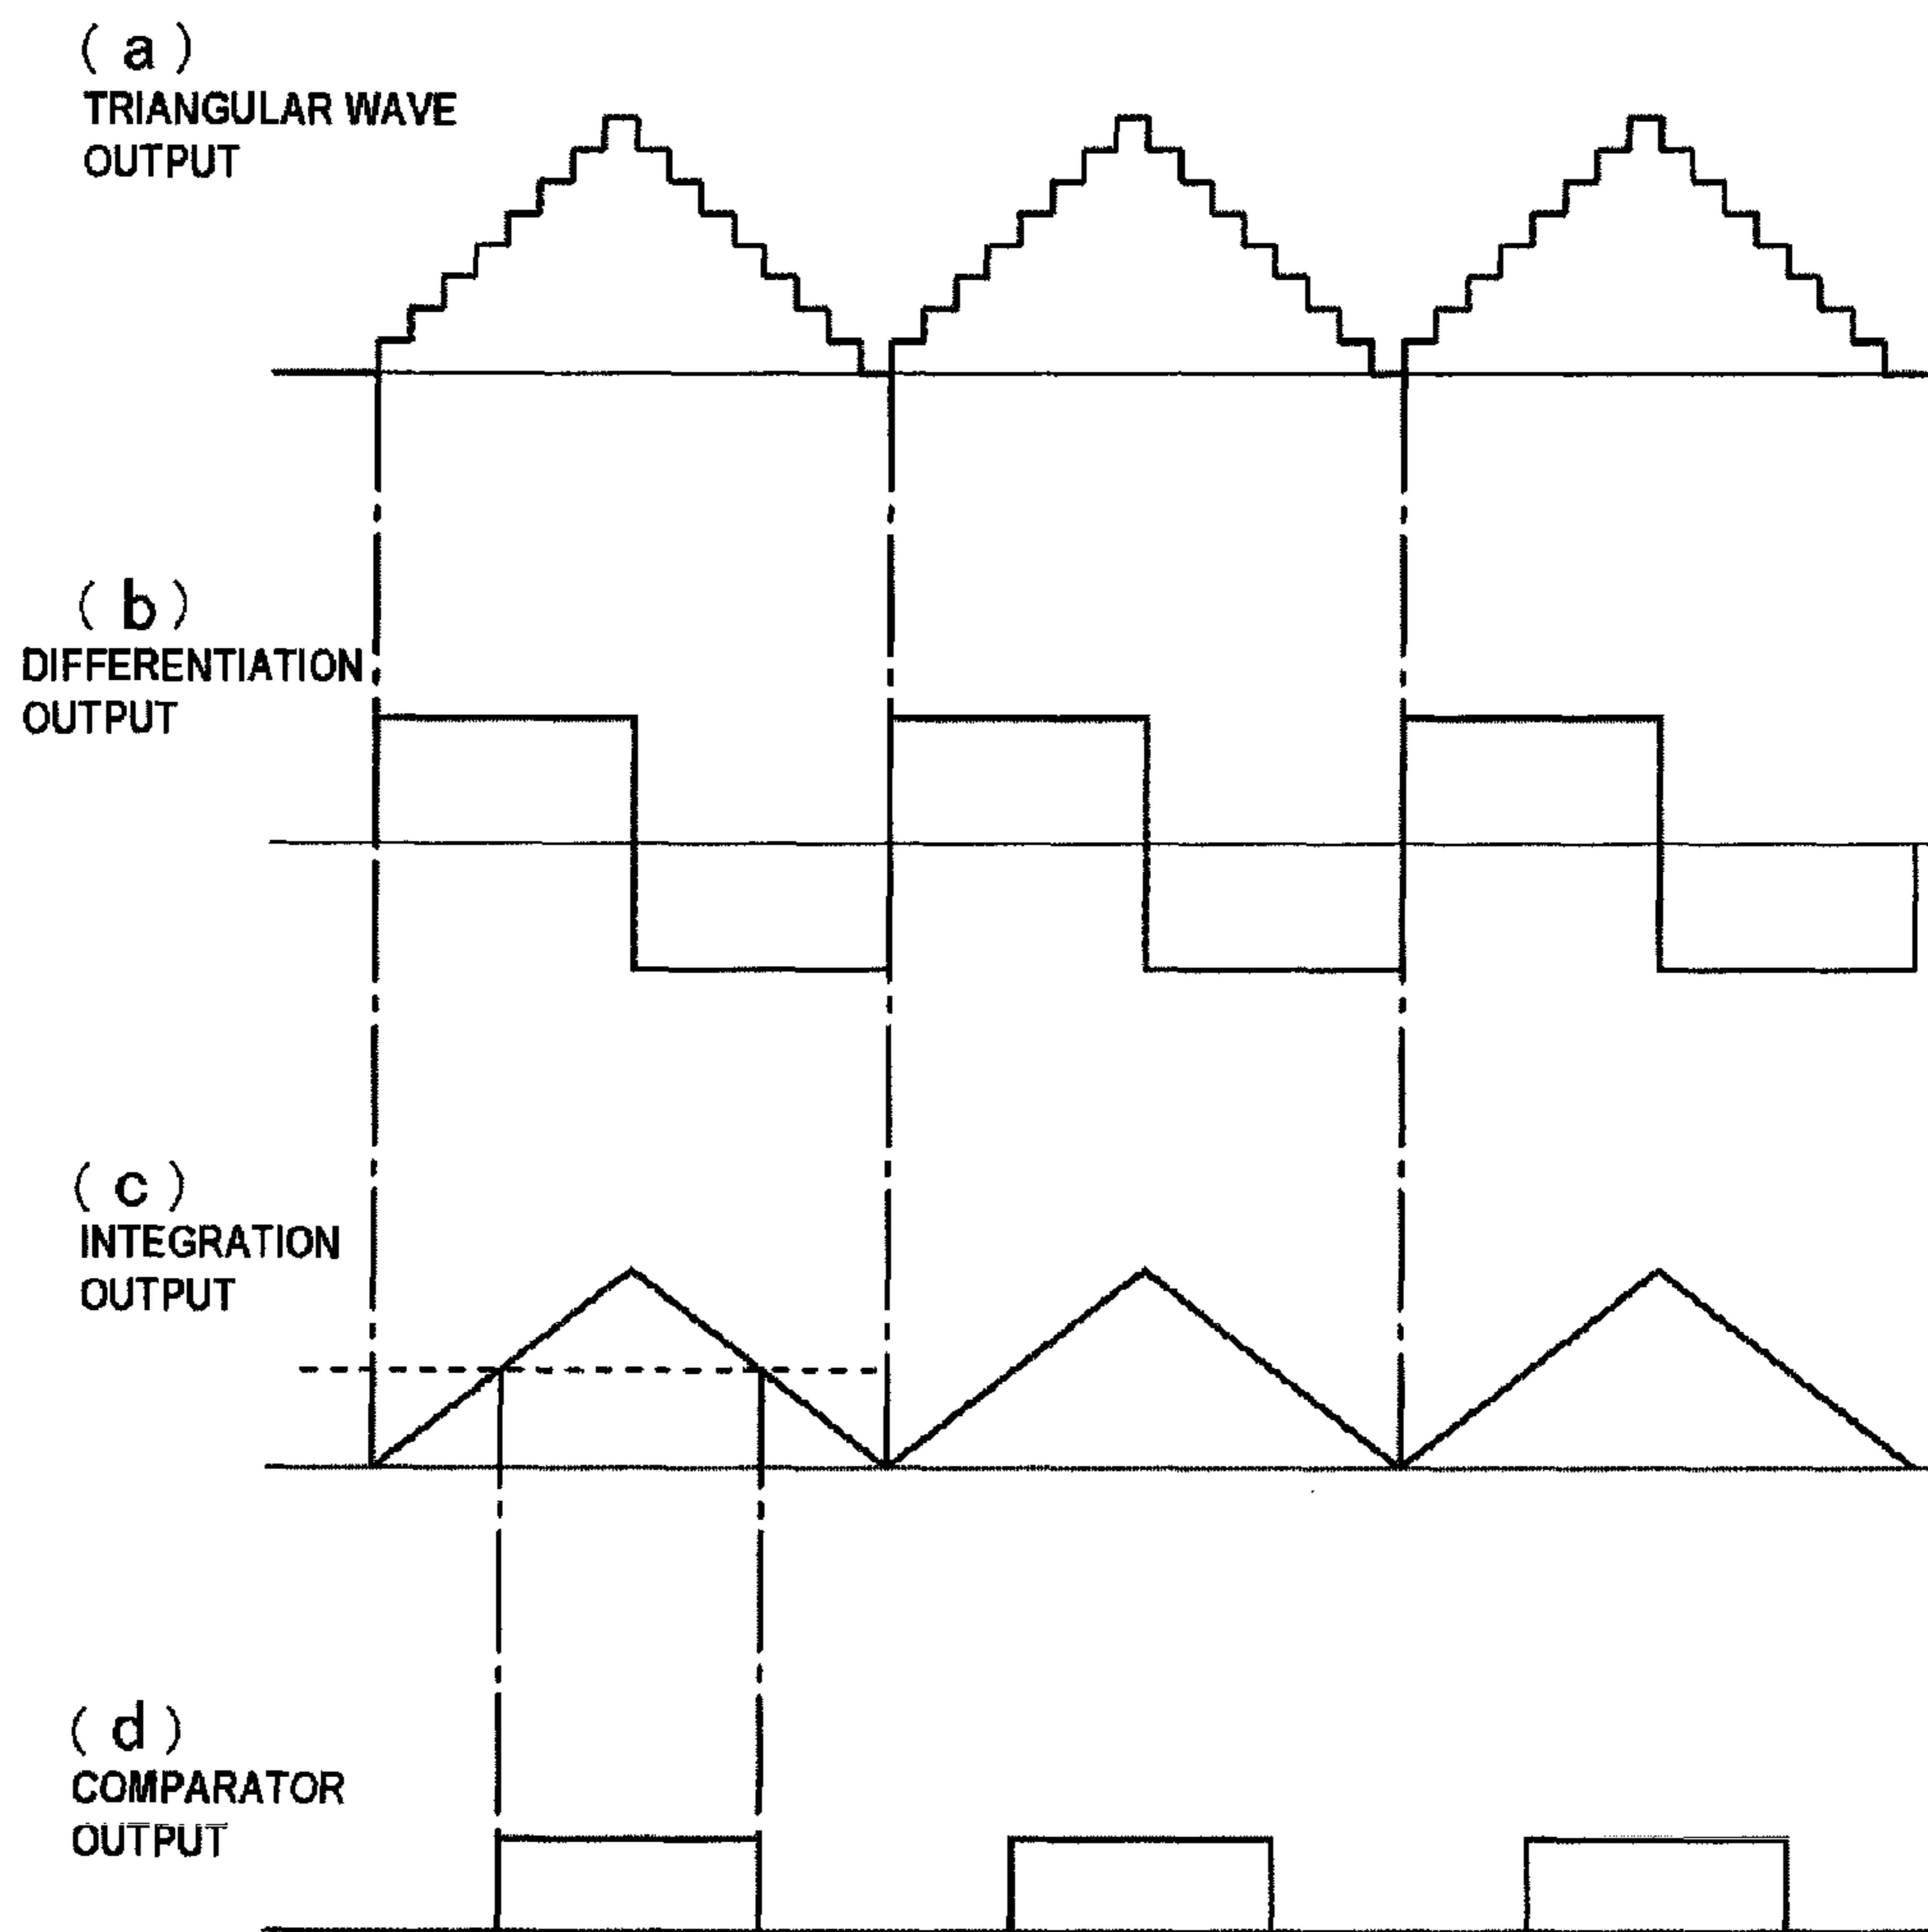 (a)
TRIANGULAR WAVE
OUTPUT
(b)
DIFFERENTIATION
OUTPUT
(c)
INTEGRATION
OUTPUT
(d)
COMPARATOR
OUTPUT